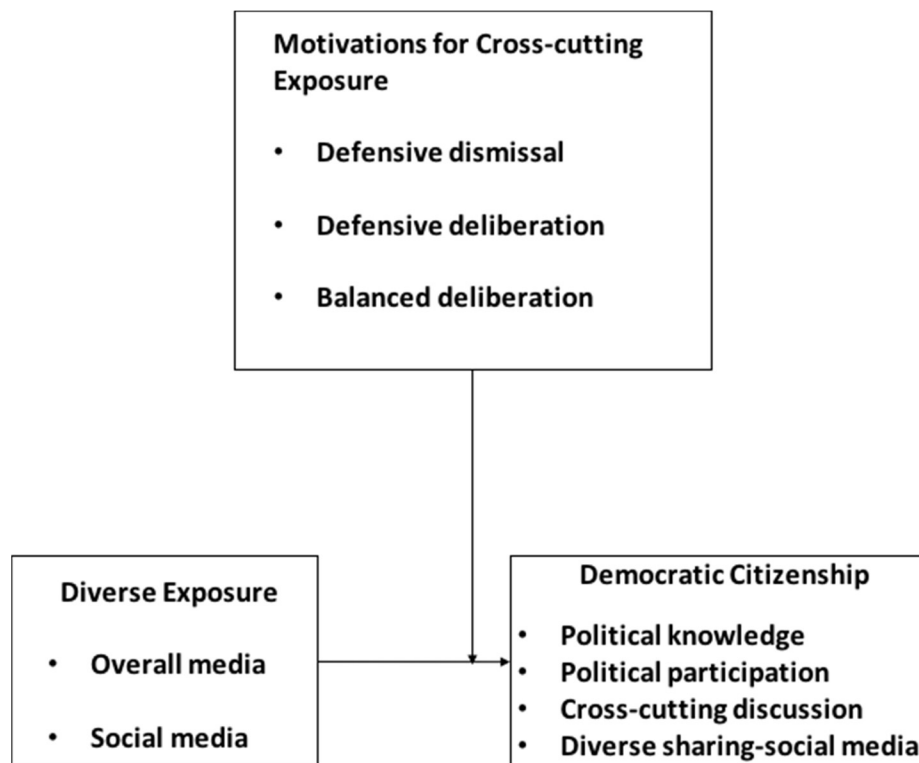 Motivations for Cross-cutting
Exposure
• Defensive dismissal
• Defensive deliberation
• Balanced deliberation
Diverse Exposure
• Overall media
• Social media
Democratic Citizenship
• Political knowledge
• Political participation
• Cross-cutting discussion
• Diverse sharing-social media